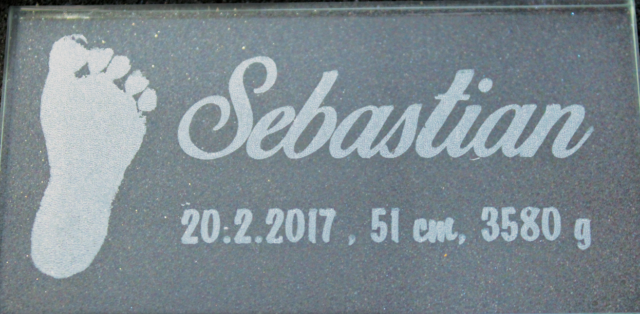 Sebastian
20.2.2017, 51 cm, 3580 g